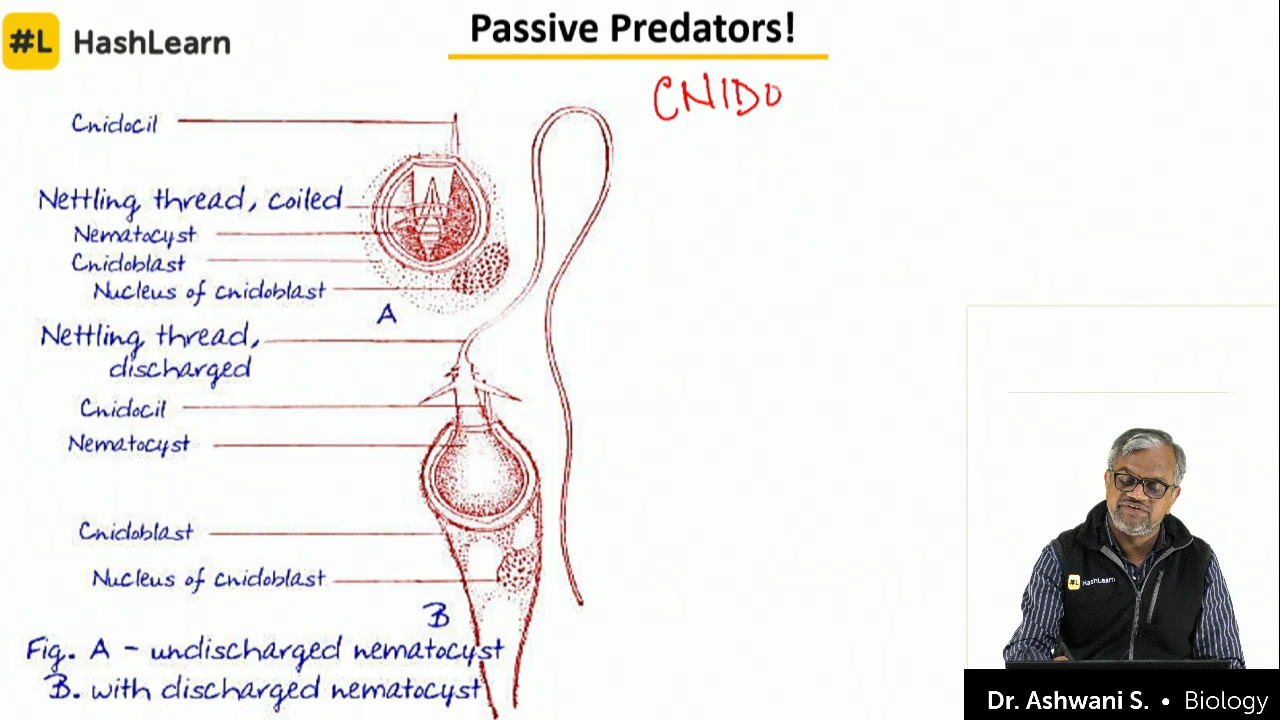 #L HashLearn
Passive Predators!
CNIDO
Cnidocil
Nettling thread, coiled
Nematocyst
Cnidoblast
Nucleus of cnidoblast
A
Nettling thread,
discharged
Cnidocil
Nematocyst
Cnidoblast
Nucleus of cnidoblast
B
Fig. A - undischarged nematocyst
B. with discharged nematocyst
#L HashLearn
Dr. Ashwani S. • Biology